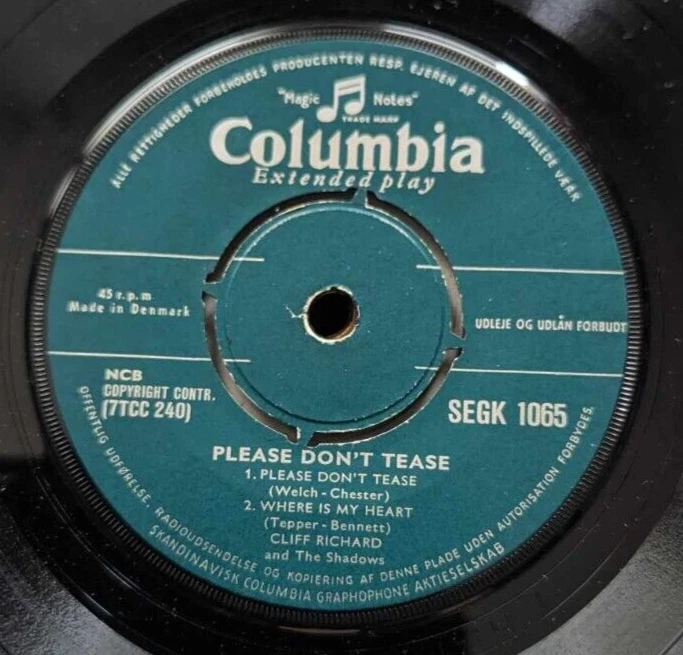 ALLE RETTIGHEDER FORBEHOLDES PRODUCENTEN RESP. EJEREN AF DET INDSPILLEDE VÆRK
"Magic Notes"
TRADE MARK
Columbia
Extended play
45 r.p.m
Made in Denmark
UDLEJE OG UDLÅN FORBUDT
NCB
COPYRIGHT CONTR.
(7TCC 240)
SEGK 1065
PLEASE DON'T TEASE
1. PLEASE DON'T TEASE
(Welch - Chester)
2. WHERE IS MY HEART
(Tepper - Bennett)
CLIFF RICHARD
and The Shadows
OFFENTLIG UDFØRELSE, RADIOUDSENDELSE OG KOPIERING AF DENNE PLADE UDEN AUTORISATION FORBYDES.
SKANDINAVISK COLUMBIA GRAPHOPHONE AKTIESELSKAB